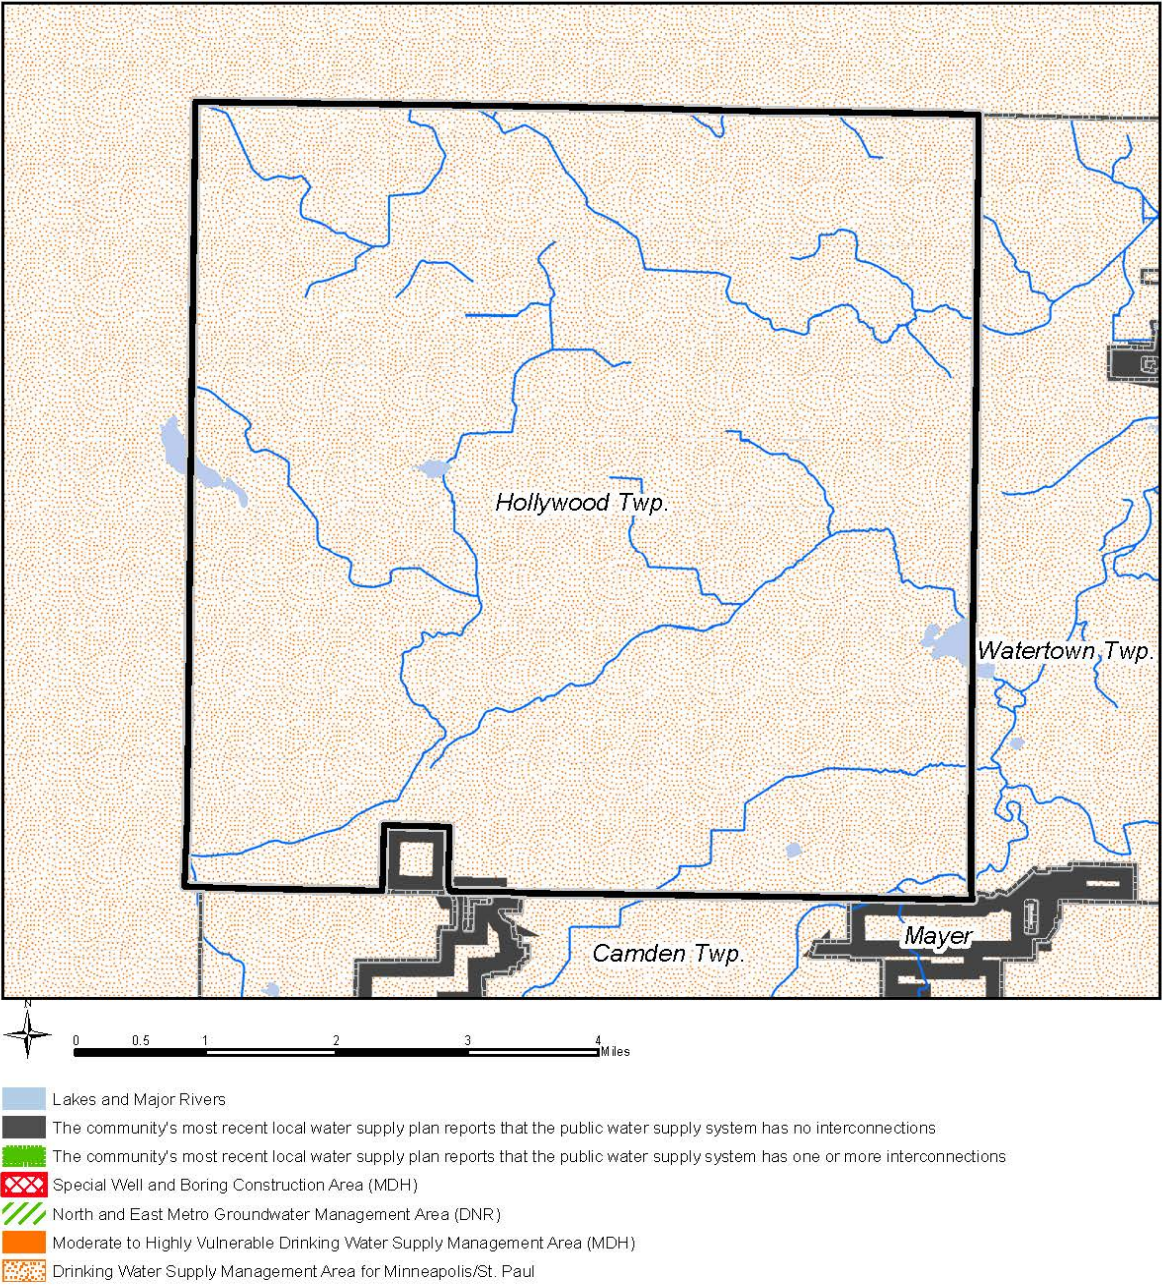 Hollywood Twp.
Watertown Twp.
Camden Twp.
Mayer
N
0 0.5 1 2 3 4
Miles
Lakes and Major Rivers
The community's most recent local water supply plan reports that the public water supply system has no interconnections
The community's most recent local water supply plan reports that the public water supply system has one or more interconnections
Special Well and Boring Construction Area (MDH)
North and East Metro Groundwater Management Area (DNR)
Moderate to Highly Vulnerable Drinking Water Supply Management Area (MDH)
Drinking Water Supply Management Area for Minneapolis/St. Paul